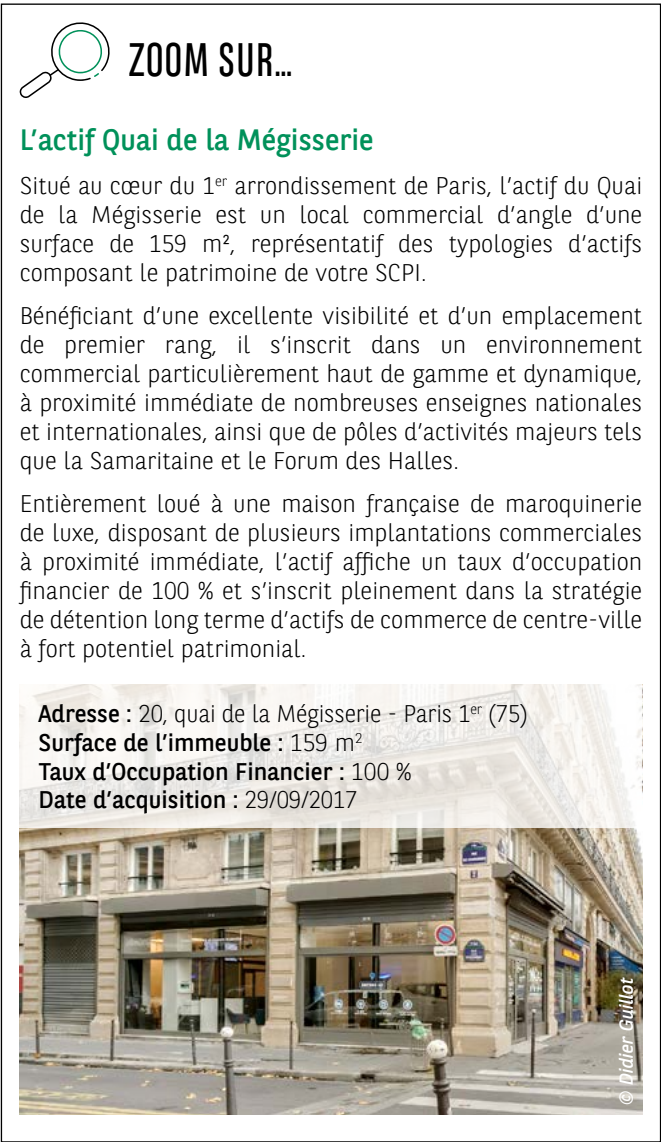 ZOOM SUR...
L'actif Quai de la Mégisserie
Situé au cœur du 1er arrondissement de Paris, l'actif du Quai
de la Mégisserie est un local commercial d'angle d'une
surface de 159 m², représentatif des typologies d'actifs
composant le patrimoine de votre SCPI.
Bénéficiant d'une excellente visibilité et d'un emplacement
de premier rang, il s'inscrit dans un environnement
commercial particulièrement haut de gamme et dynamique,
à proximité immédiate de nombreuses enseignes nationales
et internationales, ainsi que de pôles d'activités majeurs tels
que la Samaritaine et le Forum des Halles.
Entièrement loué à une maison française de maroquinerie
de luxe, disposant de plusieurs implantations commerciales
à proximité immédiate, l'actif affiche un taux d'occupation
financier de 100 % et s'inscrit pleinement dans la stratégie
de détention long terme d'actifs de commerce de centre-ville
à fort potentiel patrimonial.
Adresse : 20, quai de la Mégisserie - Paris 1er (75)
Surface de l'immeuble : 159 m²
Taux d'Occupation Financier : 100 %
Date d'acquisition : 29/09/2017
© Didier Guillot